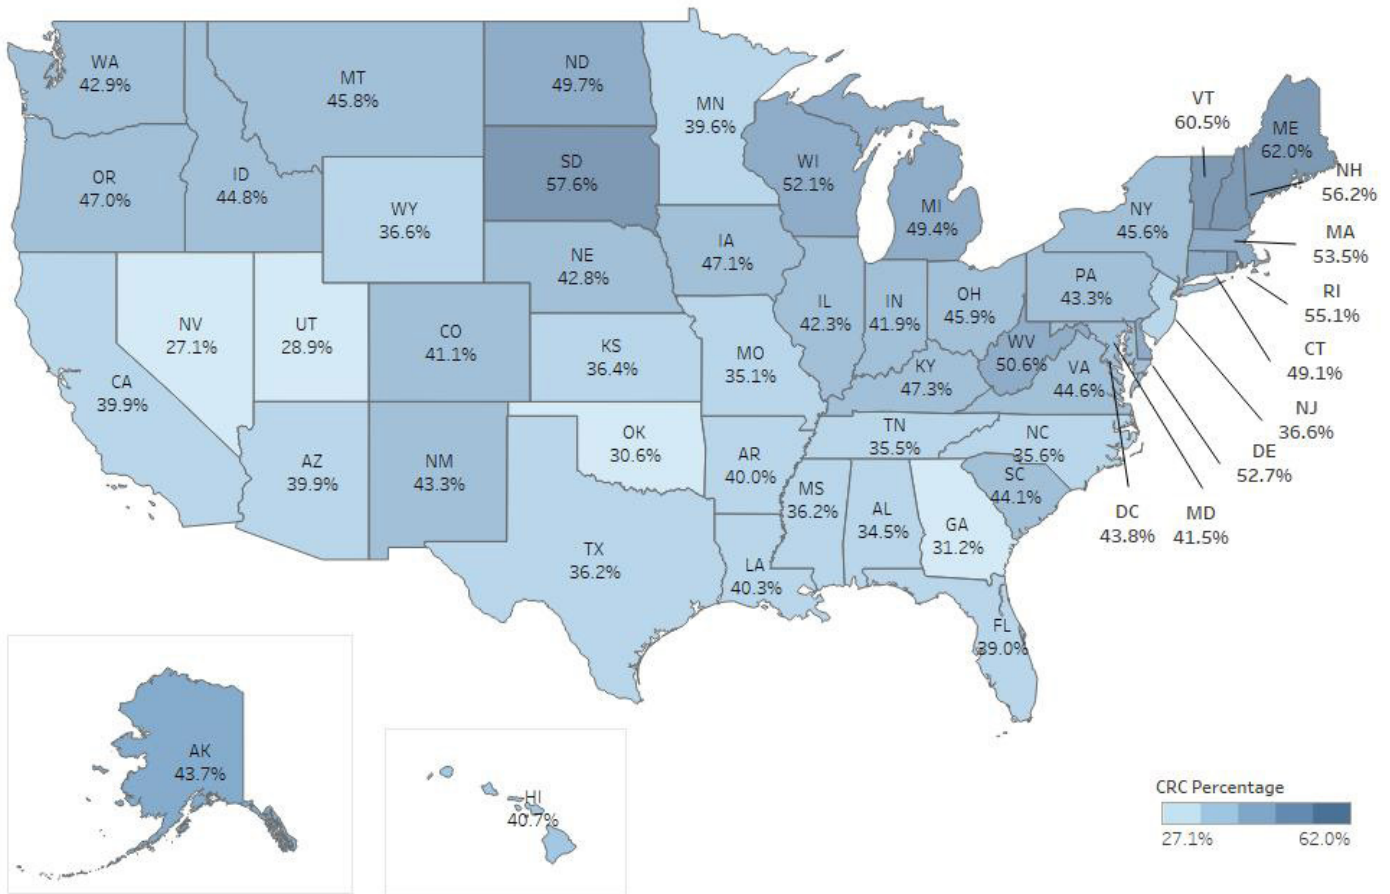 WA
42.9%
MT
45.8%
ND
49.7%
MN
39.6%
VT
60.5%
ME
62.0%
OR
47.0%
ID
44.8%
SD
57.6%
WI
52.1%
NH
56.2%
WY
36.6%
MI
49.4%
NY
45.6%
MA
53.5%
IA
47.1%
NE
42.8%
PA
43.3%
RI
55.1%
NV
27.1%
UT
28.9%
CO
41.1%
IL
42.3%
IN
41.9%
OH
45.9%
WV
50.6%
CT
49.1%
CA
39.9%
KS
36.4%
MO
35.1%
KY
47.3%
VA
44.6%
NJ
36.6%
AZ
39.9%
NM
43.3%
OK
30.6%
AR
40.0%
TN
35.5%
NC
35.6%
DE
52.7%
MS
36.2%
AL
34.5%
GA
31.2%
SC
44.1%
DC
43.8%
MD
41.5%
TX
36.2%
LA
40.3%
FL
39.0%
AK
43.7%
HI
40.7%
CRC Percentage
27.1% 62.0%